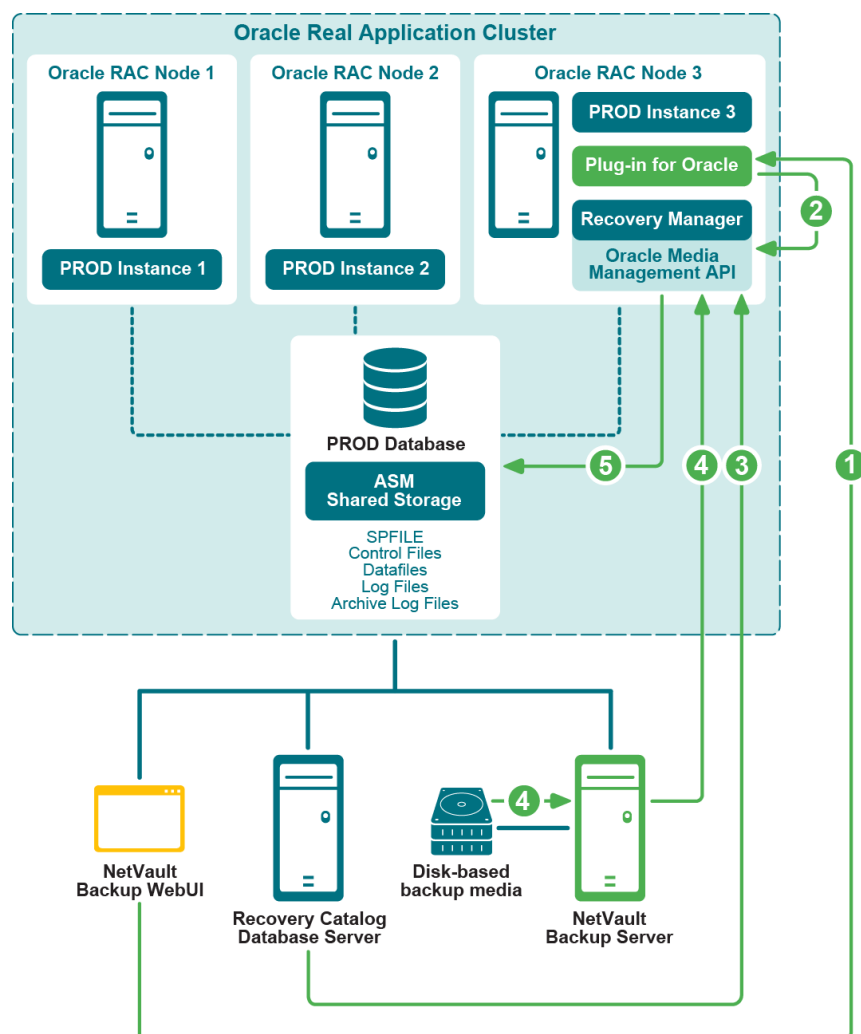 Oracle Real Application Cluster
Oracle RAC Node 1
Oracle RAC Node 2
Oracle RAC Node 3
PROD Instance 3
Plug-in for Oracle
Recovery Manager
Oracle Media
Management API
PROD Instance 1
PROD Instance 2
2
PROD Database
ASM
Shared Storage
SPFILE
Control Files
Datafiles
Log Files
Archive Log Files
5
4
3
1
4
NetVault
Backup WebUI
Recovery Catalog
Database Server
Disk-based
backup media
NetVault
Backup Server